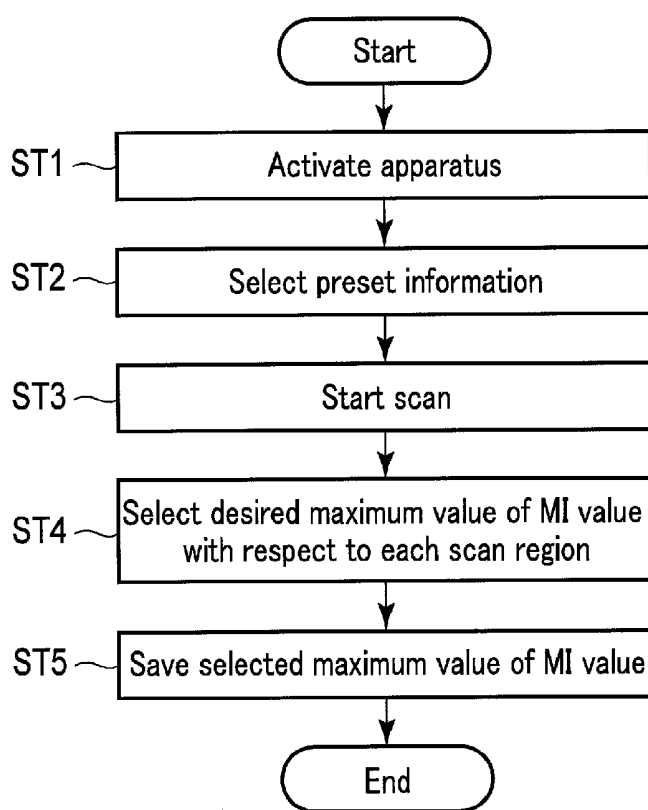 Start
ST1
Activate apparatus
ST2
Select preset information
ST3
Start scan
ST4
Select desired maximum value of MI value
with respect to each scan region
ST5
Save selected maximum value of MI value
End